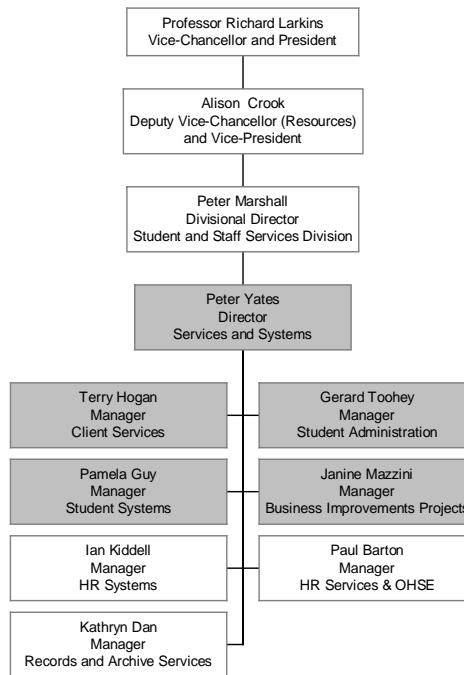 Professor Richard Larkins
Vice-Chancellor and President
Alison Crook
Deputy Vice-Chancellor (Resources)
and Vice-President
Peter Marshall
Divisional Director
Student and Staff Services Division
Peter Yates
Director
Services and Systems
Terry Hogan
Manager
Client Services
Gerard Toohey
Manager
Student Administration
Pamela Guy
Manager
Student Systems
Janine Mazzini
Manager
Business Improvements Projects
Ian Kiddell
Manager
HR Systems
Paul Barton
Manager
HR Services & OHSE
Kathryn Dan
Manager
Records and Archive Services